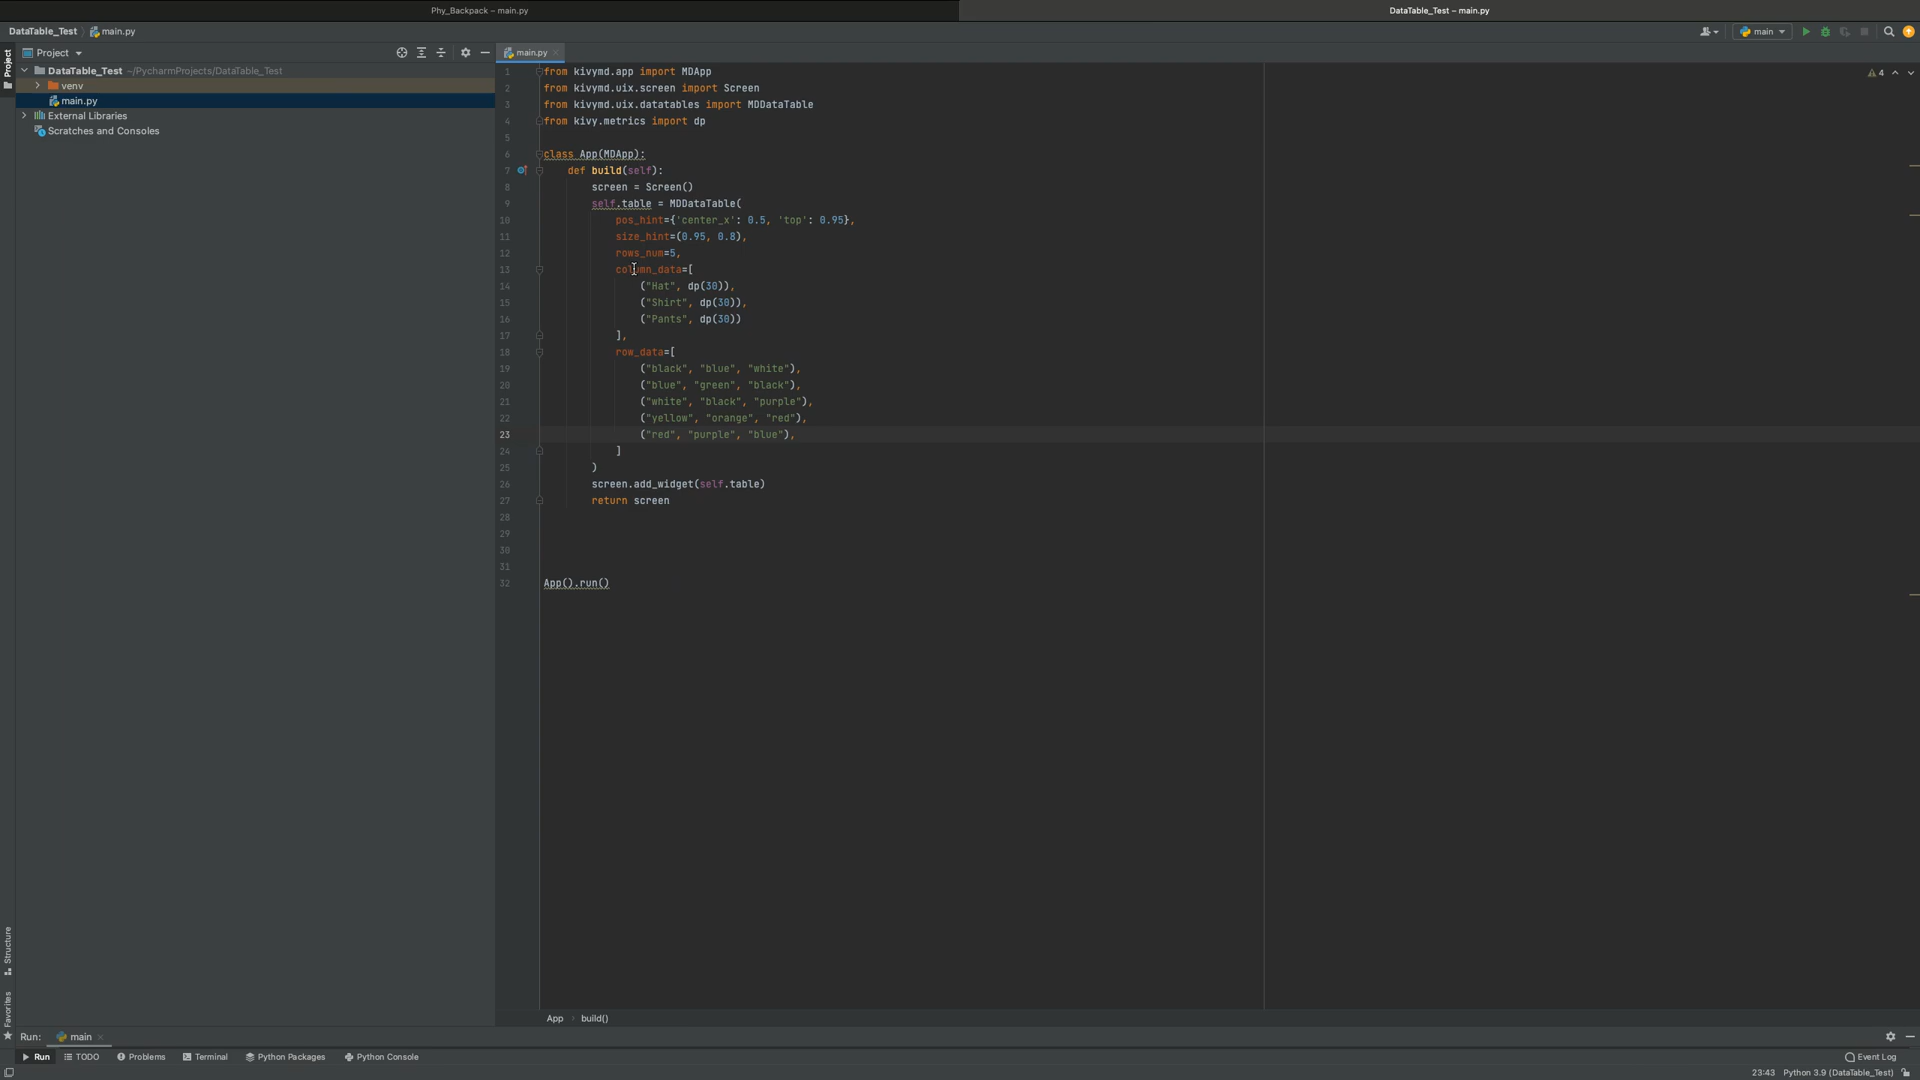 Phy_Backpack – main.py
DataTable_Test – main.py
DataTable_Test main.py
main
Project
Project
main.py
DataTable_Test ~/PycharmProjects/DataTable_Test
venv
main.py
External Libraries
Scratches and Consoles
4
1 from kivymd.app import MDApp
2 from kivymd.uix.screen import Screen
3 from kivymd.uix.datatables import MDDataTable
4 from kivy.metrics import dp
5
6 class App(MDApp):
7 def build(self):
8 screen = Screen()
9 self.table = MDDataTable(
10 pos_hint={'center_x': 0.5, 'top': 0.95},
11 size_hint=(0.95, 0.8),
12 rows_num=5,
13 column_data=[
14 ("Hat", dp(30)),
15 ("Shirt", dp(30)),
16 ("Pants", dp(30))
17 ],
18 row_data=[
19 ("black", "blue", "white"),
20 ("blue", "green", "black"),
21 ("white", "black", "purple"),
22 ("yellow", "orange", "red"),
23 ("red", "purple", "blue"),
24 ]
25 )
26 screen.add_widget(self.table)
27 return screen
28
29
30
31
32 App().run()
Structure
Favorites
App build()
Run: main
Run TODO Problems Terminal Python Packages Python Console
Event Log
23:43 Python 3.9 (DataTable_Test)